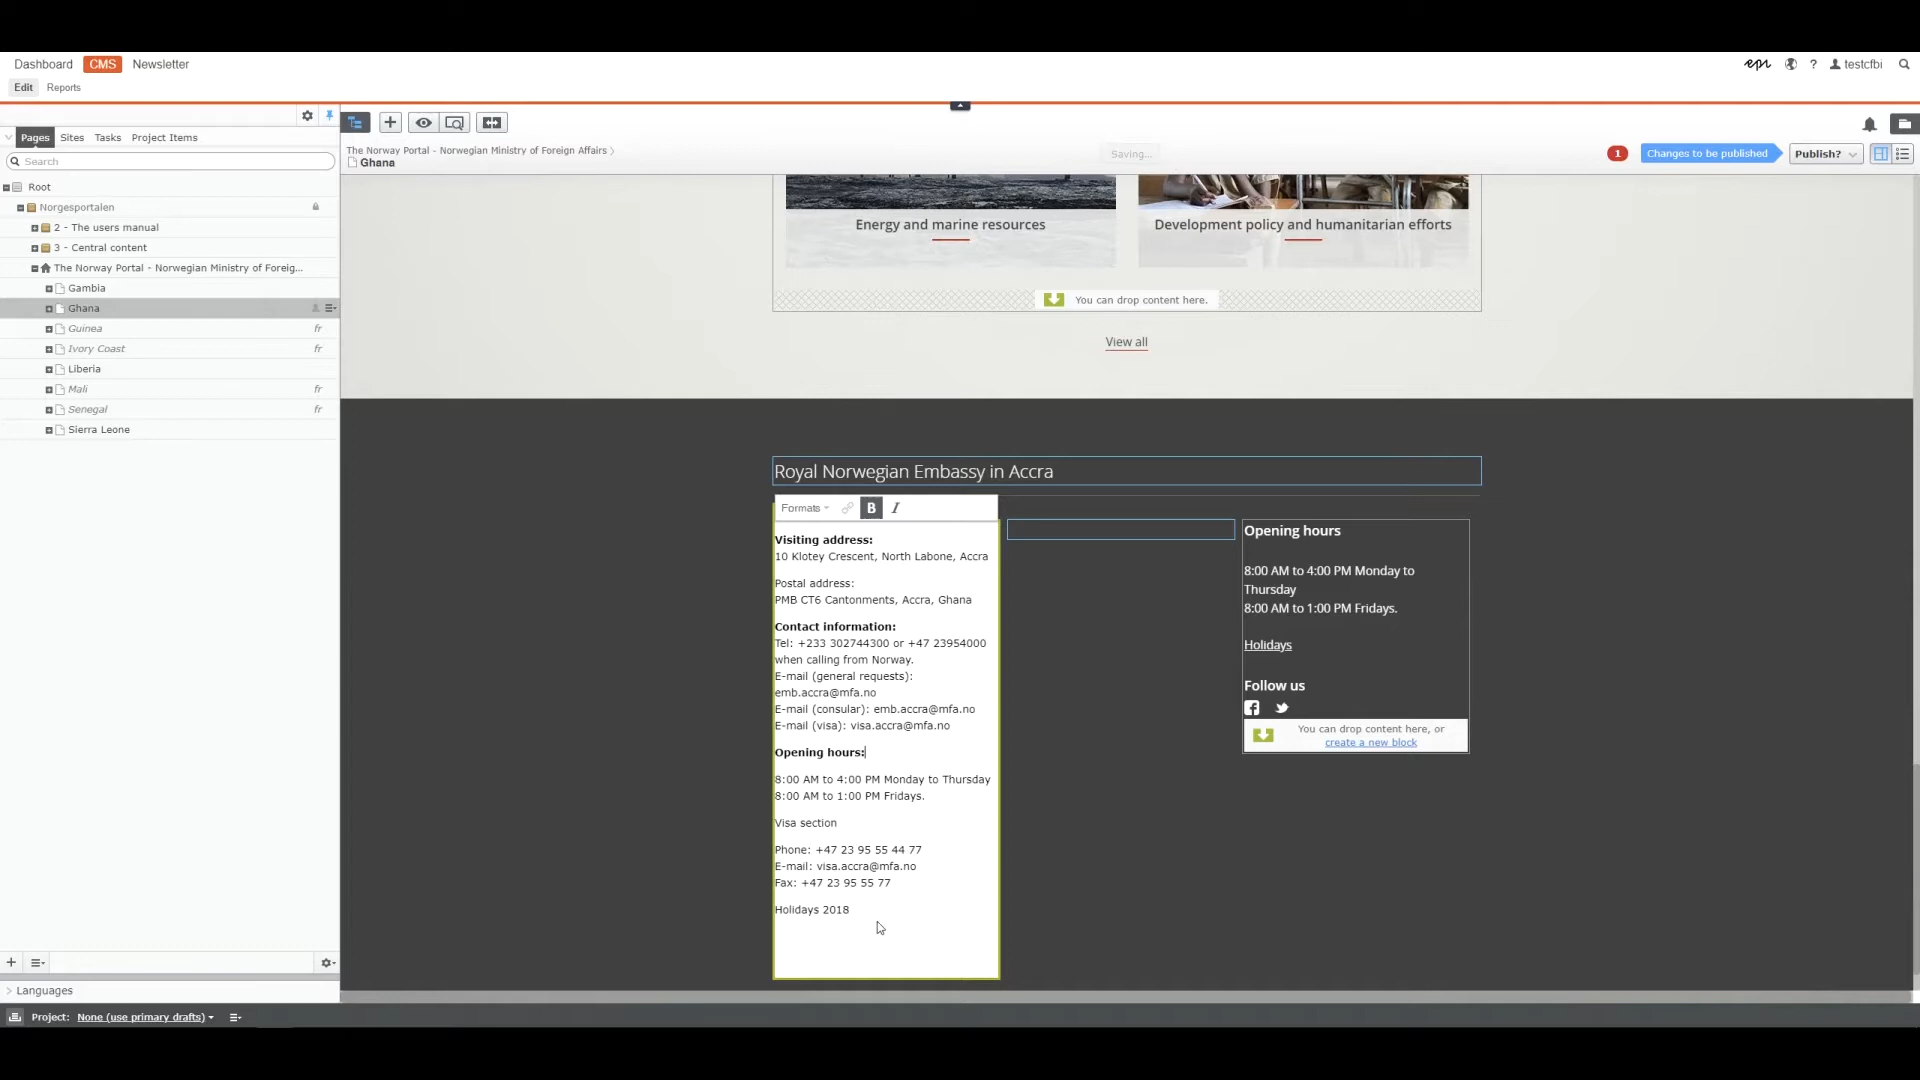 Dashboard CMS Newsletter
epi ? testcfbi
Edit Reports
Pages Sites Tasks Project Items
Search
The Norway Portal - Norwegian Ministry of Foreign Affairs
Ghana
Saving...
1 Changes to be published Publish?
Root
Norgesportalen
2 - The users manual
3 - Central content
The Norway Portal - Norwegian Ministry of Foreig...
Gambia
Ghana
Guinea fr
Ivory Coast fr
Liberia
Mali fr
Senegal fr
Sierra Leone
Energy and marine resources
Development policy and humanitarian efforts
You can drop content here.
View all
Royal Norwegian Embassy in Accra
Formats B I
Visiting address:
10 Klotey Crescent, North Labone, Accra
Postal address:
PMB CT6 Cantonments, Accra, Ghana
Contact information:
Tel: +233 302744300 or +47 23954000
when calling from Norway.
E-mail (general requests):
emb.accra@mfa.no
E-mail (consular): emb.accra@mfa.no
E-mail (visa): visa.accra@mfa.no
Opening hours:
8:00 AM to 4:00 PM Monday to Thursday
8:00 AM to 1:00 PM Fridays.
Visa section
Phone: +47 23 95 55 44 77
E-mail: visa.accra@mfa.no
Fax: +47 23 95 55 77
Holidays 2018
Opening hours
8:00 AM to 4:00 PM Monday to
Thursday
8:00 AM to 1:00 PM Fridays.
Holidays
Follow us
You can drop content here, or
create a new block
Languages
Project: None (use primary drafts)